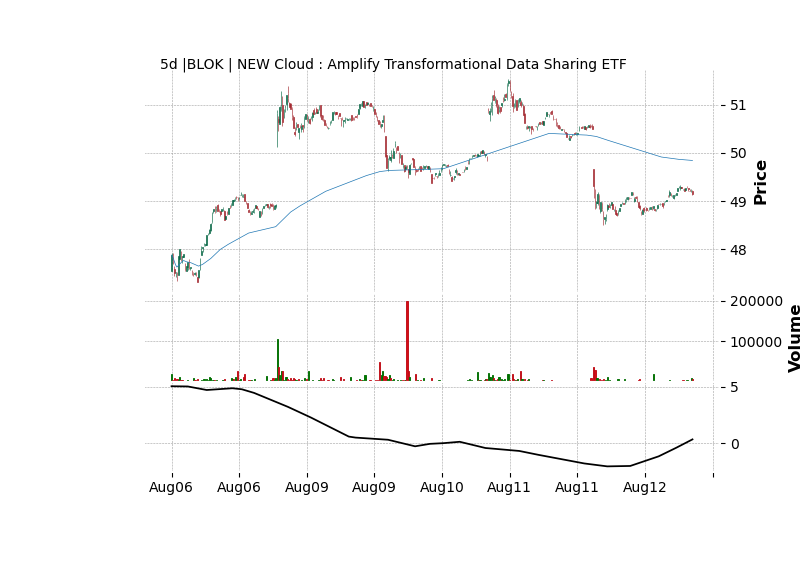 5d |BLOK | NEW Cloud : Amplify Transformational Data Sharing ETF
51
50
49
48
Price
200000
100000
Volume
5
0
Aug06 Aug06 Aug09 Aug09 Aug10 Aug11 Aug11 Aug12